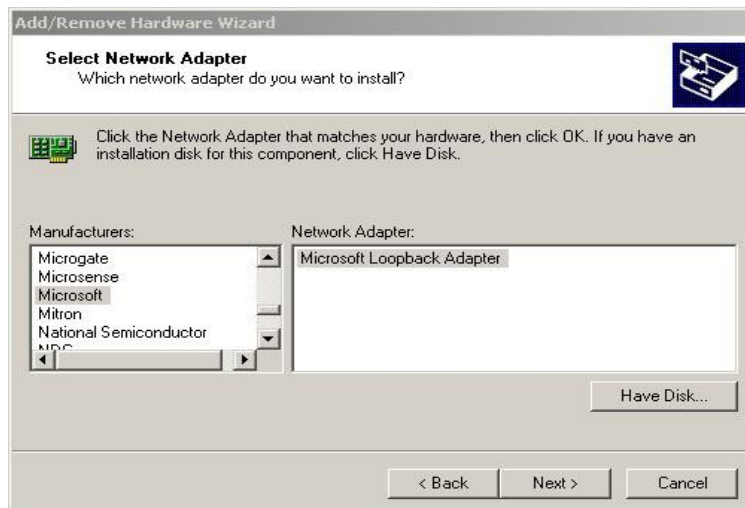 Add/Remove Hardware Wizard
Select Network Adapter
Which network adapter do you want to install?
Click the Network Adapter that matches your hardware, then click OK. If you have an
installation disk for this component, click Have Disk.
Manufacturers:
Microgate
Microsense
Microsoft
Mitron
National Semiconductor
Network Adapter:
Microsoft Loopback Adapter
Have Disk...
< Back
Next >
Cancel